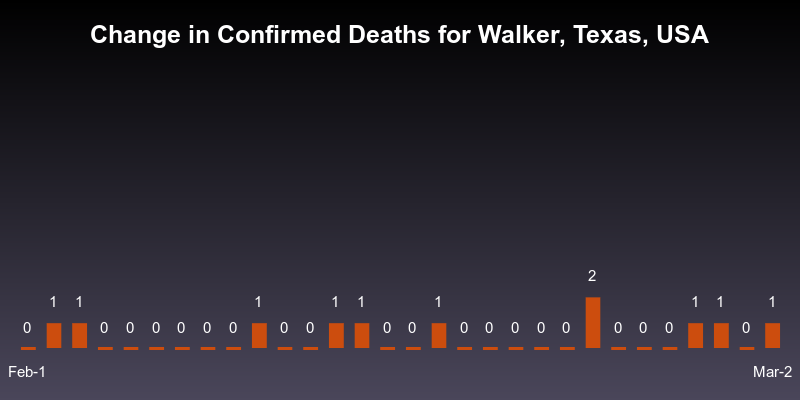 Change in Confirmed Deaths for Walker, Texas, USA
2
1 1 1 1 1 1 1 1 1
0 0 0 0 0 0 0 0 0 0 0 0 0 0 0 0 0 0 0 0
Feb-1 Mar-2